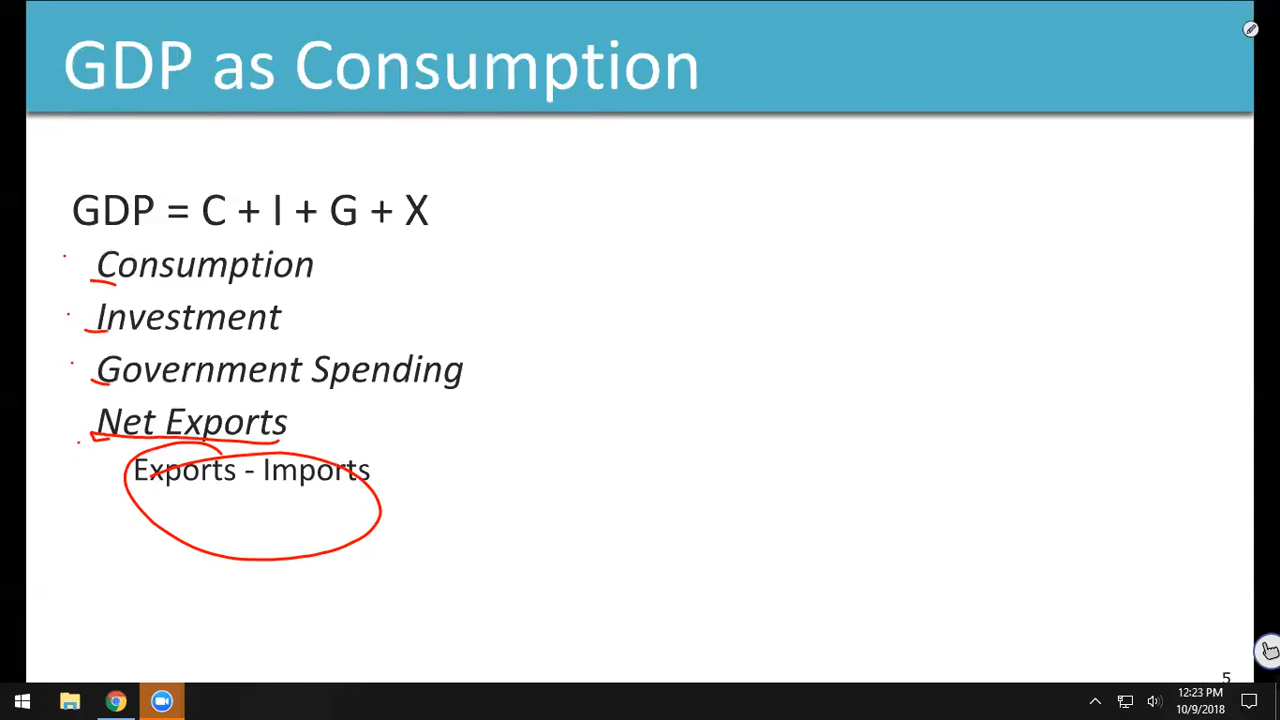 GDP as Consumption
GDP = C + I + G + X
Consumption
Investment
Government Spending
Net Exports
Exports - Imports
5
12:23 PM
10/9/2018